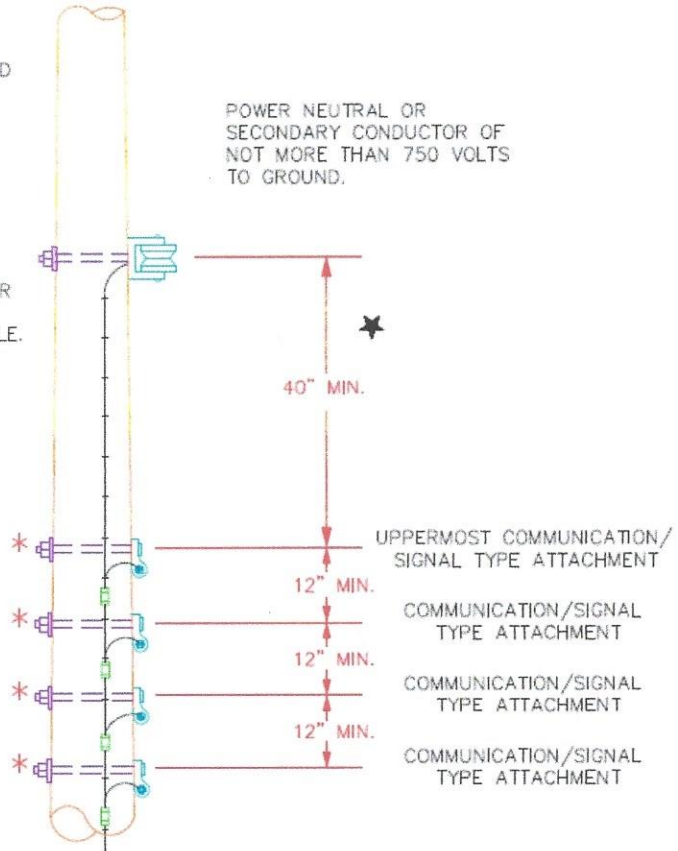 D
POWER NEUTRAL OR
SECONDARY CONDUCTOR OF
NOT MORE THAN 750 VOLTS
TO GROUND.
R
LE.
40" MIN.
UPPERMOST COMMUNICATION/
SIGNAL TYPE ATTACHMENT
12" MIN.
COMMUNICATION/SIGNAL
TYPE ATTACHMENT
12" MIN.
COMMUNICATION/SIGNAL
TYPE ATTACHMENT
12" MIN.
COMMUNICATION/SIGNAL
TYPE ATTACHMENT